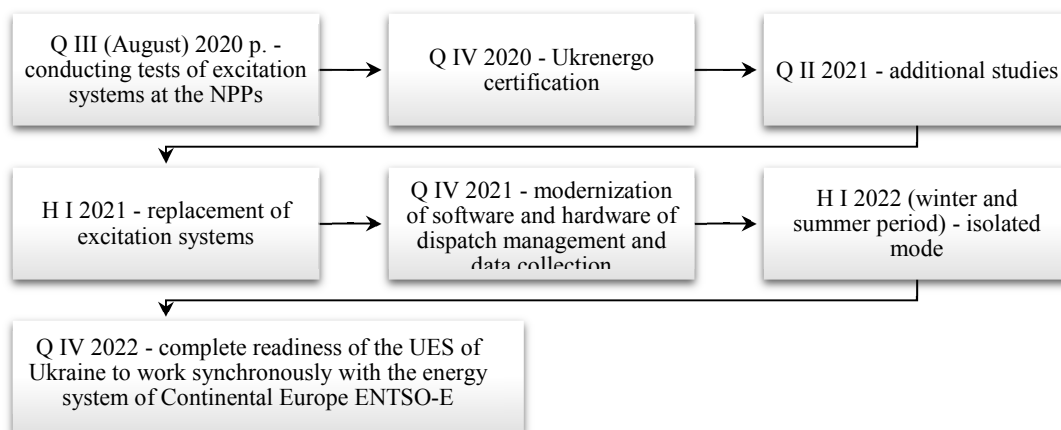 Q III (August) 2020 p. -
conducting tests of excitation
systems at the NPPs
Q IV 2020 - Ukrenergo
certification
Q II 2021 - additional studies
H I 2021 - replacement of
excitation systems
Q IV 2021 - modernization
of software and hardware of
dispatch management and
data collection
H I 2022 (winter and
summer period) - isolated
mode
Q IV 2022 - complete readiness of the UES of
Ukraine to work synchronously with the energy
system of Continental Europe ENTSO-E